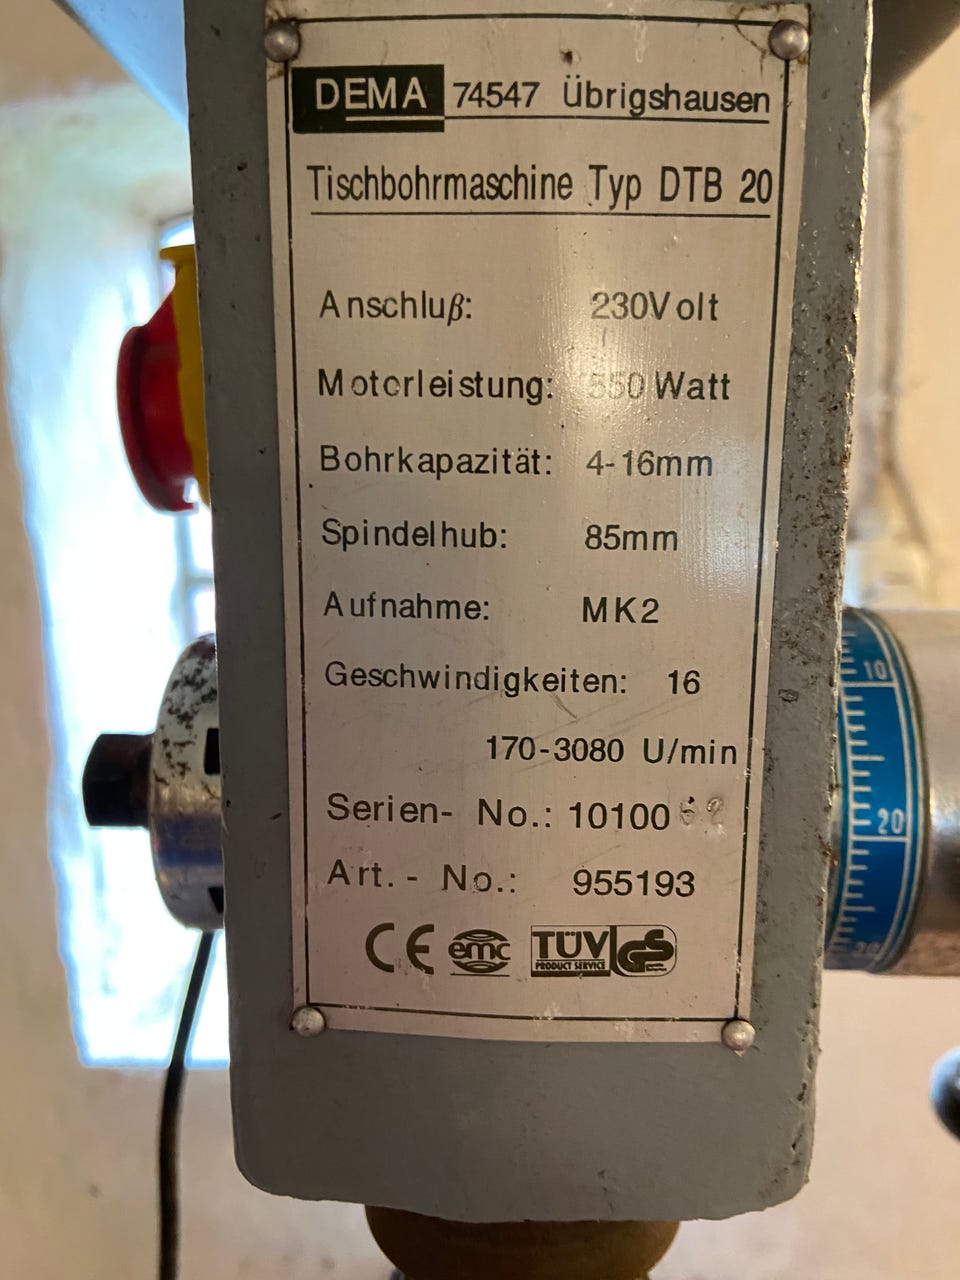 DEMA 74547 Übrigshausen
Tischbohrmaschine Typ DTB 20
Anschluß: 230Volt
Motorleistung: 550 Watt
Bohrkapazität: 4-16mm
Spindelhub: 85mm
Aufnahme: MK2
Geschwindigkeiten: 16
170-3080 U/min
Serien- No.:
Art.- No.: 955193
CE emc TÜV GS
PRODUCT SERVICE
10
20
30